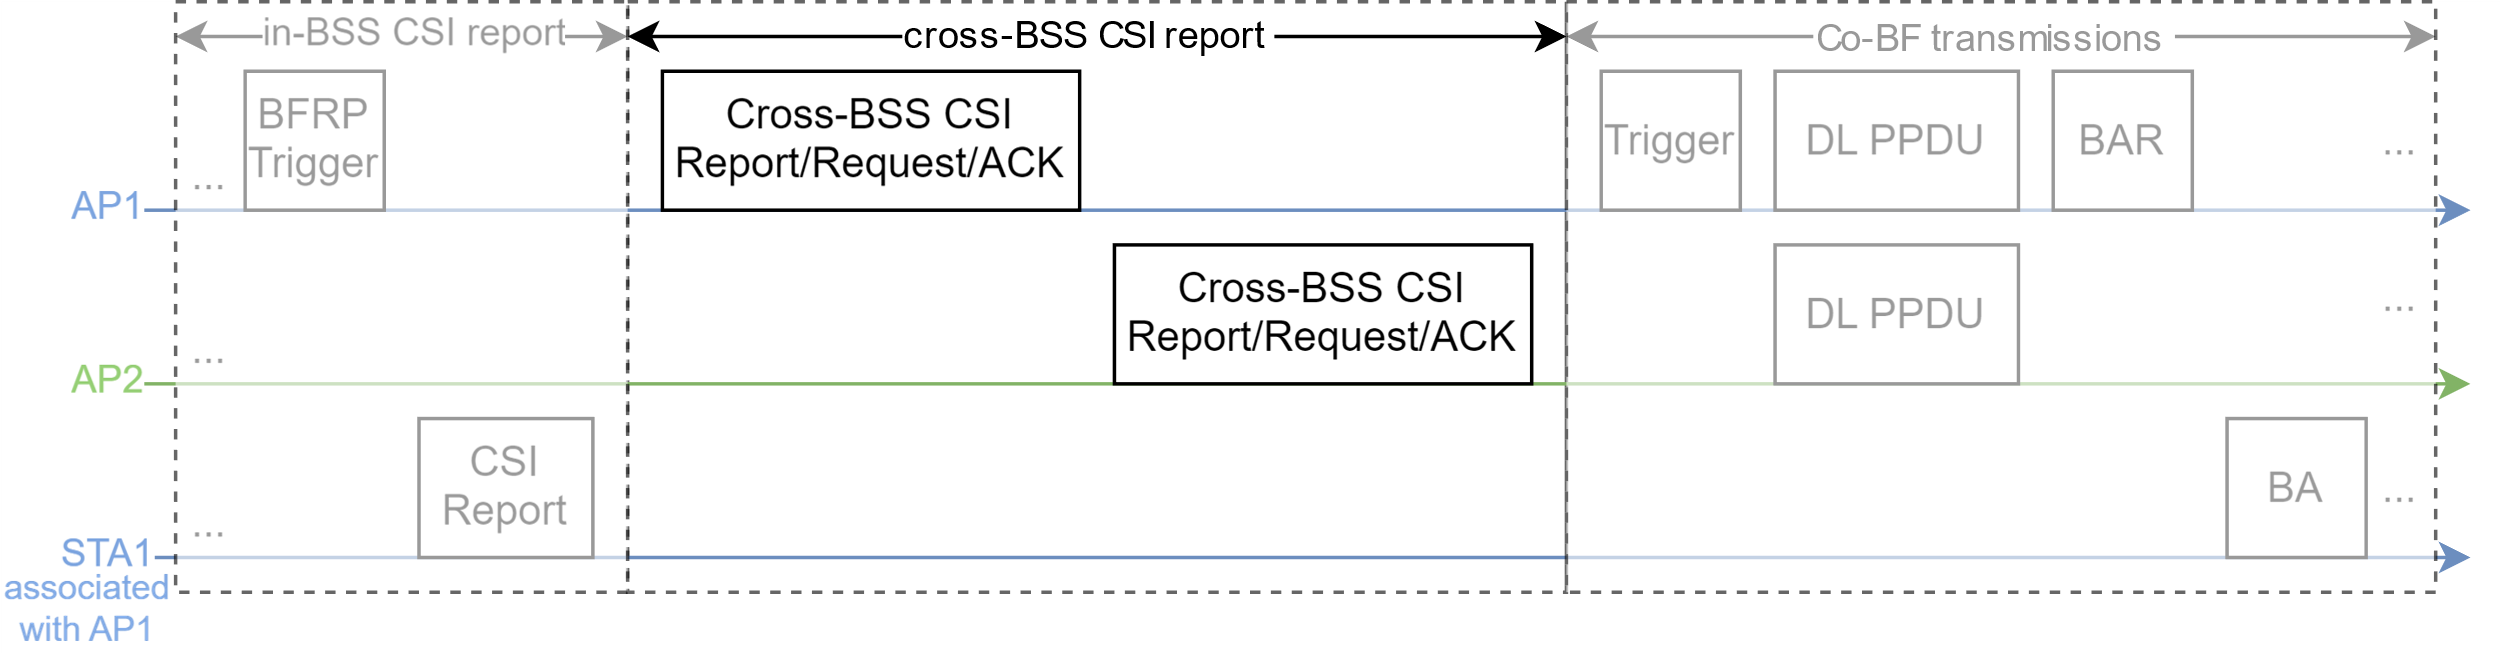 in-BSS CSI report
cross-BSS CSI report
Co-BF transmissions
BFRP
Trigger
Cross-BSS CSI
Report/Request/ACK
Trigger
DL PPDU
BAR
...
...
AP1
Cross-BSS CSI
Report/Request/ACK
DL PPDU
...
...
AP2
CSI
Report
BA
...
...
STA1
associated
with AP1